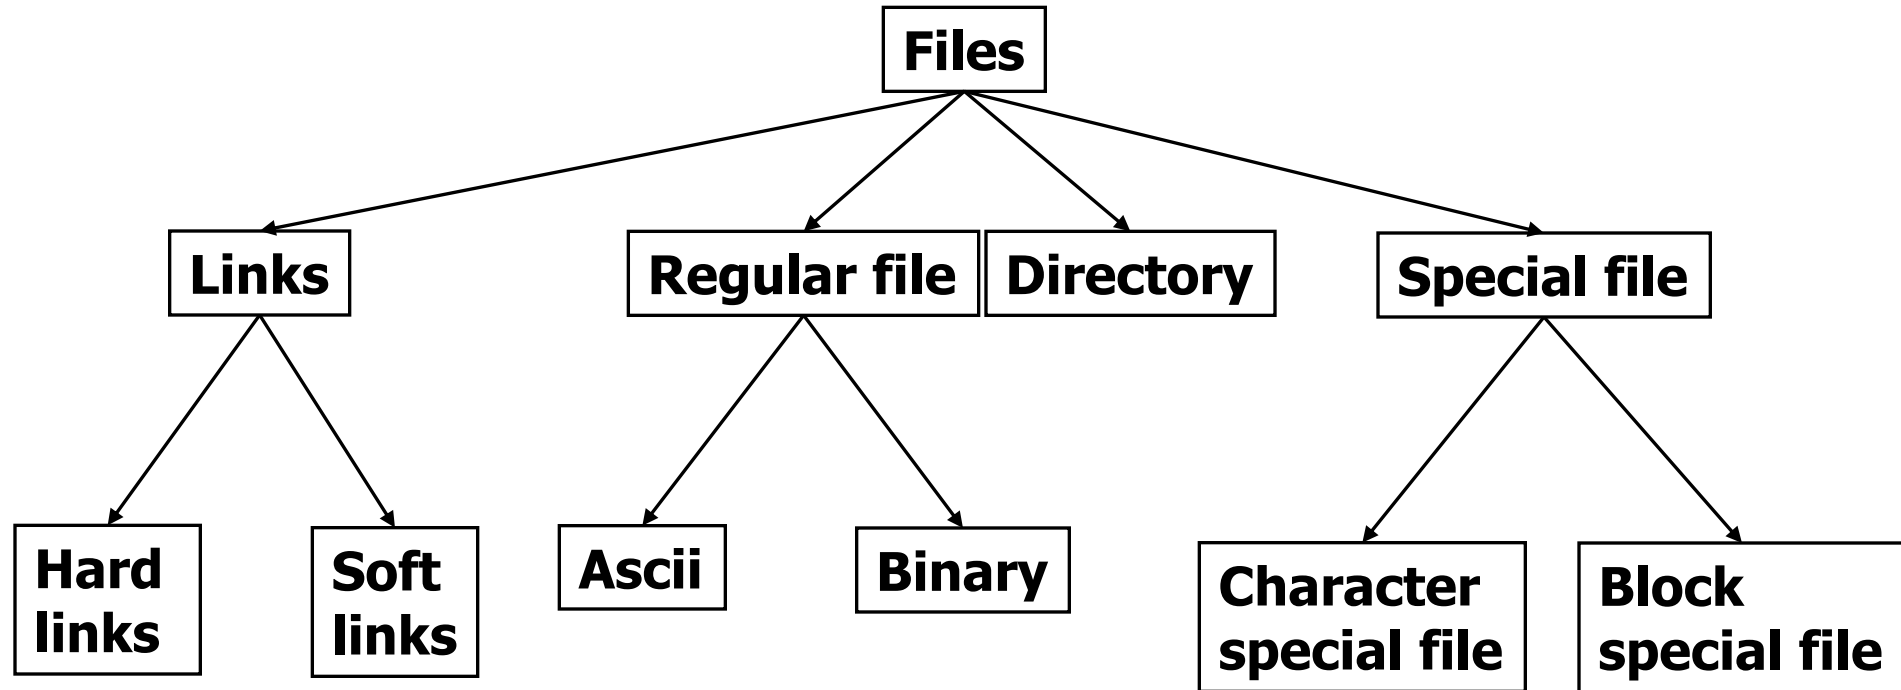 Files
Links
Regular file
Directory
Special file
Hard
links
Soft
links
Ascii
Binary
Character
special file
Block
special file